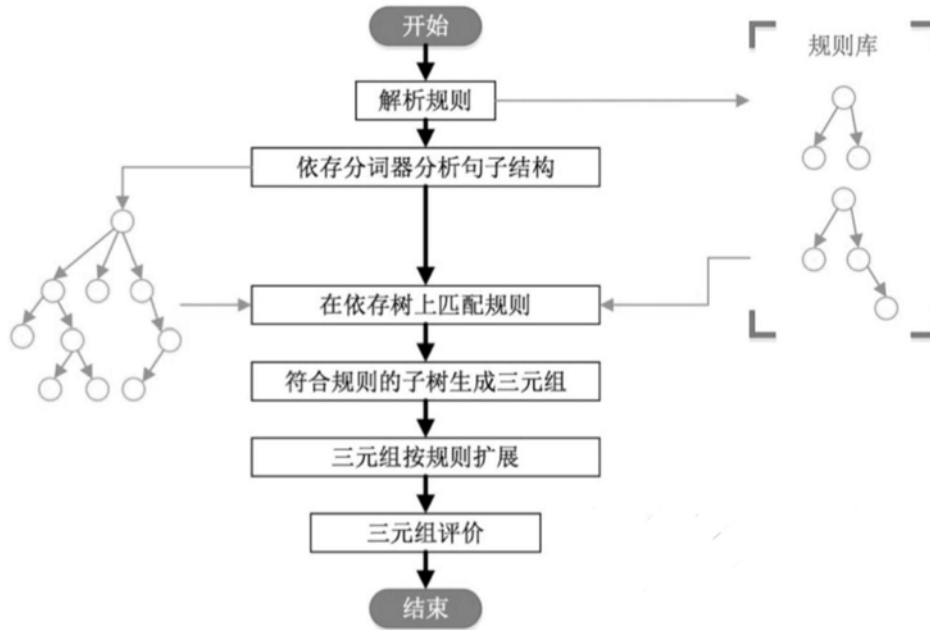 开始
规则库
解析规则
依存分词器分析句子结构
在依存树上匹配规则
符合规则的子树生成三元组
三元组按规则扩展
三元组评价
结束